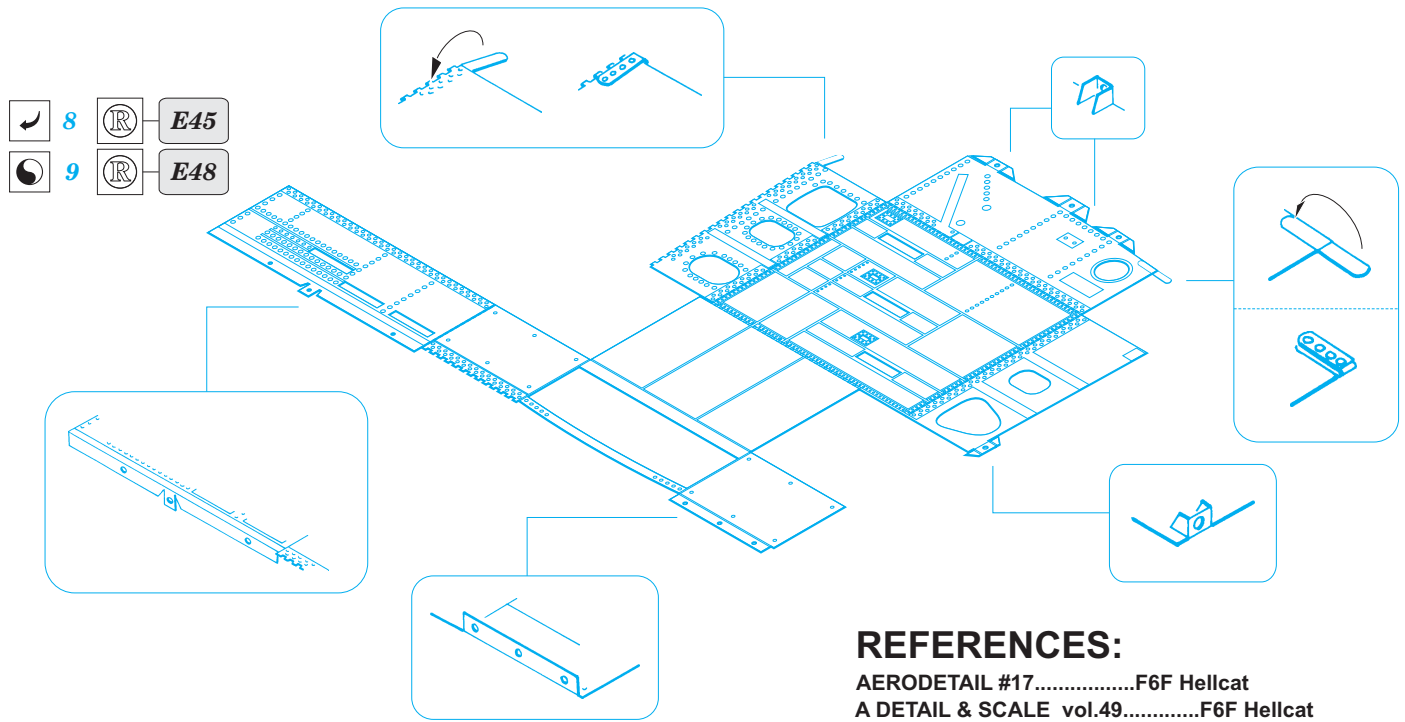 8 R E45
9 R E48
REFERENCES:
AERODETAIL #17.................F6F Hellcat
A DETAIL & SCALE vol.49.............F6F Hellcat